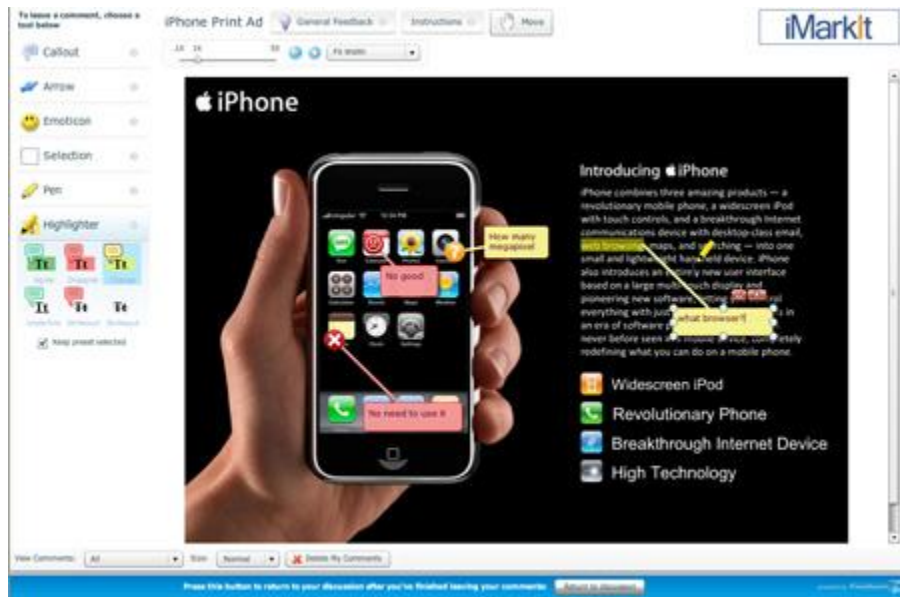 To leave a comment, choose a
tool below
iPhone Print Ad
General Feedback
Instructions
Move
iMarkIt
Fit Width
Callout
Arrow
Emoticon
Selection
Pen
Highlighter
Keep preset selected
iPhone
How many
megapixel
No good
No need to use it
Introducing iPhone
iPhone combines three amazing products — a
revolutionary mobile phone, a widescreen iPod
with touch controls, and a breakthrough Internet
communications device with desktop-class email,
web browsing, maps, and searching — into one
small and lightweight handheld device. iPhone
also introduces an entirely new user interface
based on a large multi-touch display and
pioneering new software, letting
everything with just
what browser?
in
an era of software
never before seen
redefining what you can do on a mobile phone.
Widescreen iPod
Revolutionary Phone
Breakthrough Internet Device
High Technology
View Comments: All
Size: Normal
Delete My Comments
Press this button to return to your discussion after you've finished leaving your comments:
Return to discussion